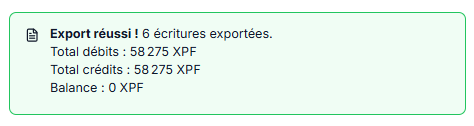 Export réussi ! 6 écritures exportées.
Total débits : 58 275 XPF
Total crédits : 58 275 XPF
Balance : 0 XPF